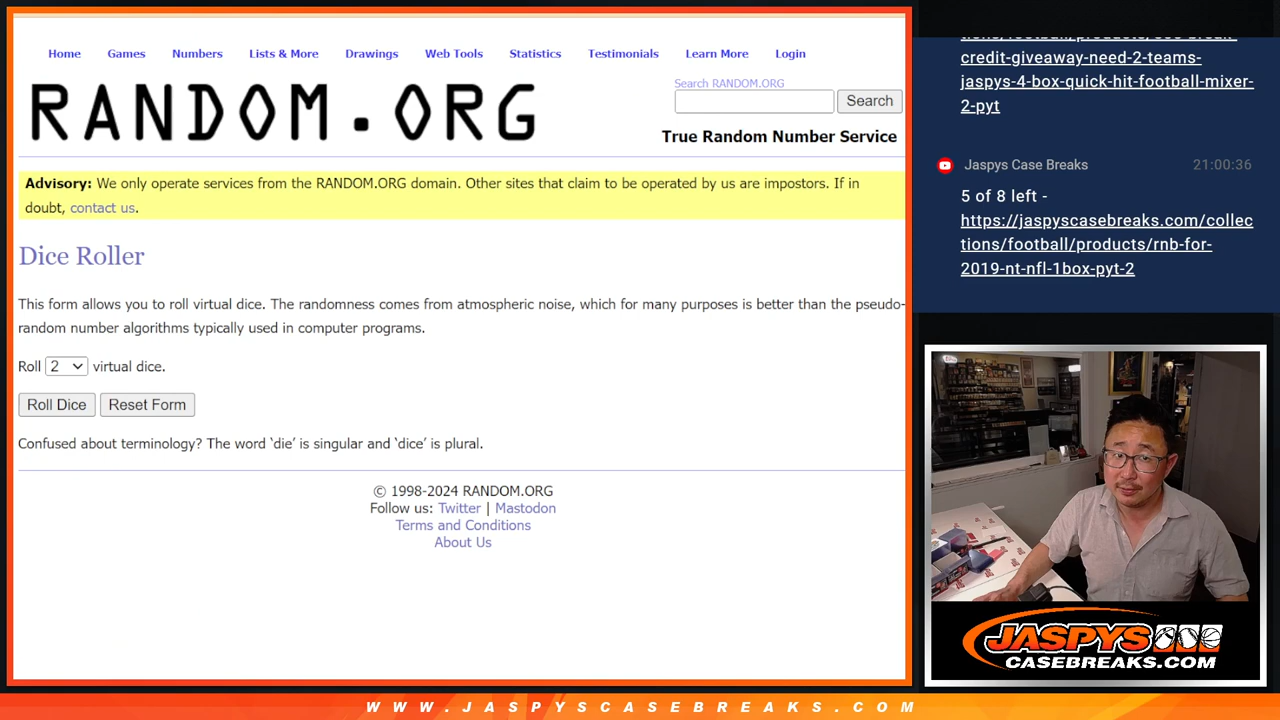 Home Games Numbers Lists & More Drawings Web Tools Statistics Testimonials Learn More Login
RANDOM.ORG
Search RANDOM.ORG
Search
True Random Number Service
Advisory: We only operate services from the RANDOM.ORG domain. Other sites that claim to be operated by us are impostors. If in
doubt, contact us.
Dice Roller
This form allows you to roll virtual dice. The randomness comes from atmospheric noise, which for many purposes is better than the pseudo-
random number algorithms typically used in computer programs.
Roll 2 virtual dice.
Roll Dice Reset Form
Confused about terminology? The word ‘die’ is singular and ‘dice’ is plural.
© 1998-2024 RANDOM.ORG
Follow us: Twitter | Mastodon
Terms and Conditions
About Us
credit-giveaway-need-2-teams-
jaspys-4-box-quick-hit-football-mixer-
2-pyt
Jaspys Case Breaks 21:00:36
5 of 8 left -
https://jaspyscasebreaks.com/collec
tions/football/products/rnb-for-
2019-nt-nfl-1box-pyt-2
JASPYS
CASEBREAKS.COM
WWW.JASPYSCASEBREAKS.COM